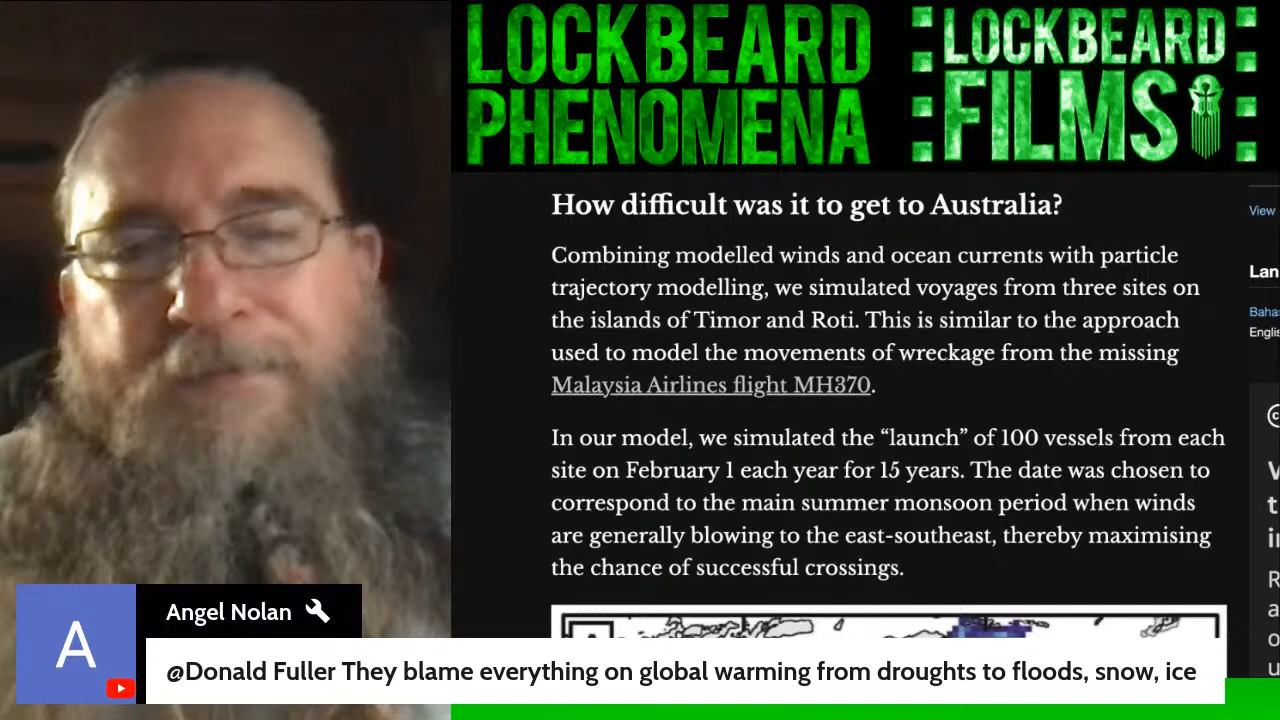 LOCKBEARD
PHENOMENA
LOCKBEARD
FILMS
How difficult was it to get to Australia?
Combining modelled winds and ocean currents with particle
trajectory modelling, we simulated voyages from three sites on
the islands of Timor and Roti. This is similar to the approach
used to model the movements of wreckage from the missing
Malaysia Airlines flight MH370.
In our model, we simulated the “launch” of 100 vessels from each
site on February 1 each year for 15 years. The date was chosen to
correspond to the main summer monsoon period when winds
are generally blowing to the east-southeast, thereby maximising
the chance of successful crossings.
View
Lan
Baha
Englis
A
Angel Nolan
@Donald Fuller They blame everything on global warming from droughts to floods, snow, ice